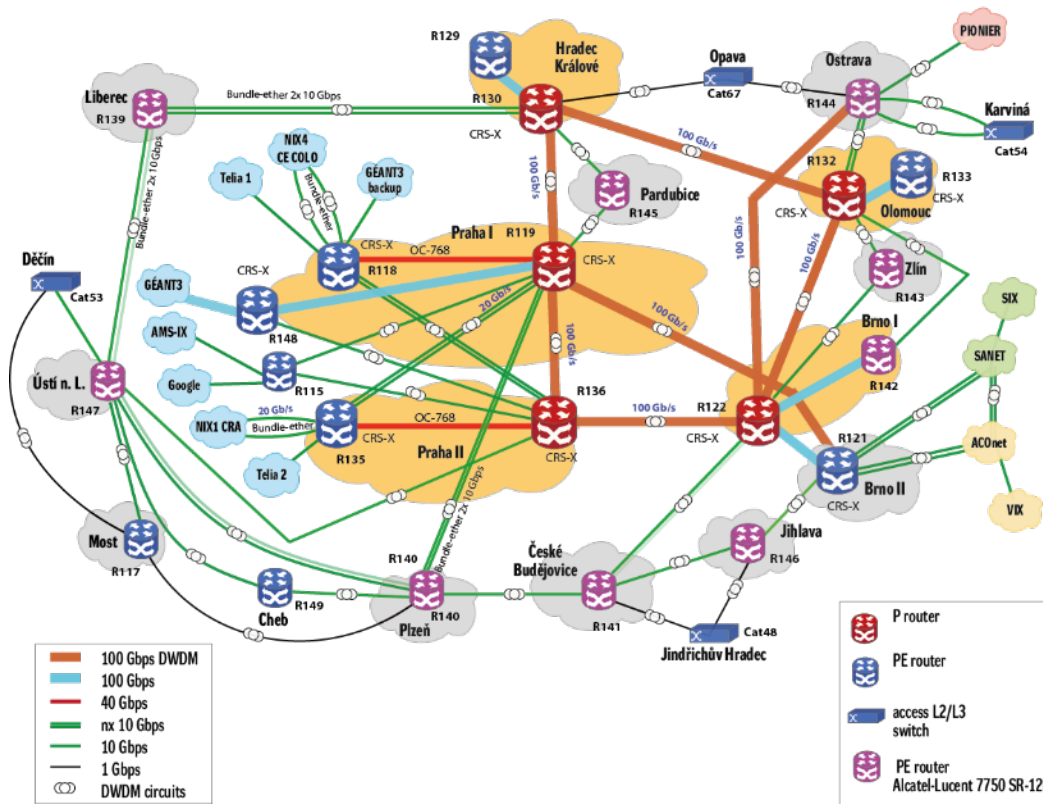 R129
Hradec
Králové
R130
CRS-X
Opava
Cat67
Ostrava
R144
PIONIER
Karviná
Cat54
Liberec
R139
Bundle-ether 2x 10 Gbps
Bundle-ether 2x 10 Gbps
NIX4
CE COLO
Bundle-ether
Telia 1
GÉANT3
backup
100 Gb/s
100 Gb/s
Pardubice
R145
R132
CRS-X
R133
CRS-X
Olomouc
Praha I
R119
CRS-X
CRS-X
R118
OC-768
Děčín
Cat53
CRS-X
GÉANT3
R148
20 Gb/s
100 Gb/s
100 Gb/s
100 Gb/s
Zlín
R143
SIX
AMS-IX
Google
R115
100 Gb/s
R136
CRS-X
Brno I
R142
SANET
Ústí n. L.
R147
NIX1 CRA
20 Gb/s
Bundle-ether
Telia 2
R135
CRS-X
OC-768
Praha II
100 Gb/s
R122
CRS-X
R121
Brno II
CRS-X
ACOnet
VIX
Bundle-ether 2x 10 Gbps
Most
R117
Cheb
R149
R140
R140
Plzeň
České
Budějovice
R141
Jihlava
R146
Cat48
Jindřichův Hradec
100 Gbps DWDM
100 Gbps
40 Gbps
nx 10 Gbps
10 Gbps
1 Gbps
DWDM circuits
P router
PE router
access L2/L3
switch
PE router
Alcatel-Lucent 7750 SR-12